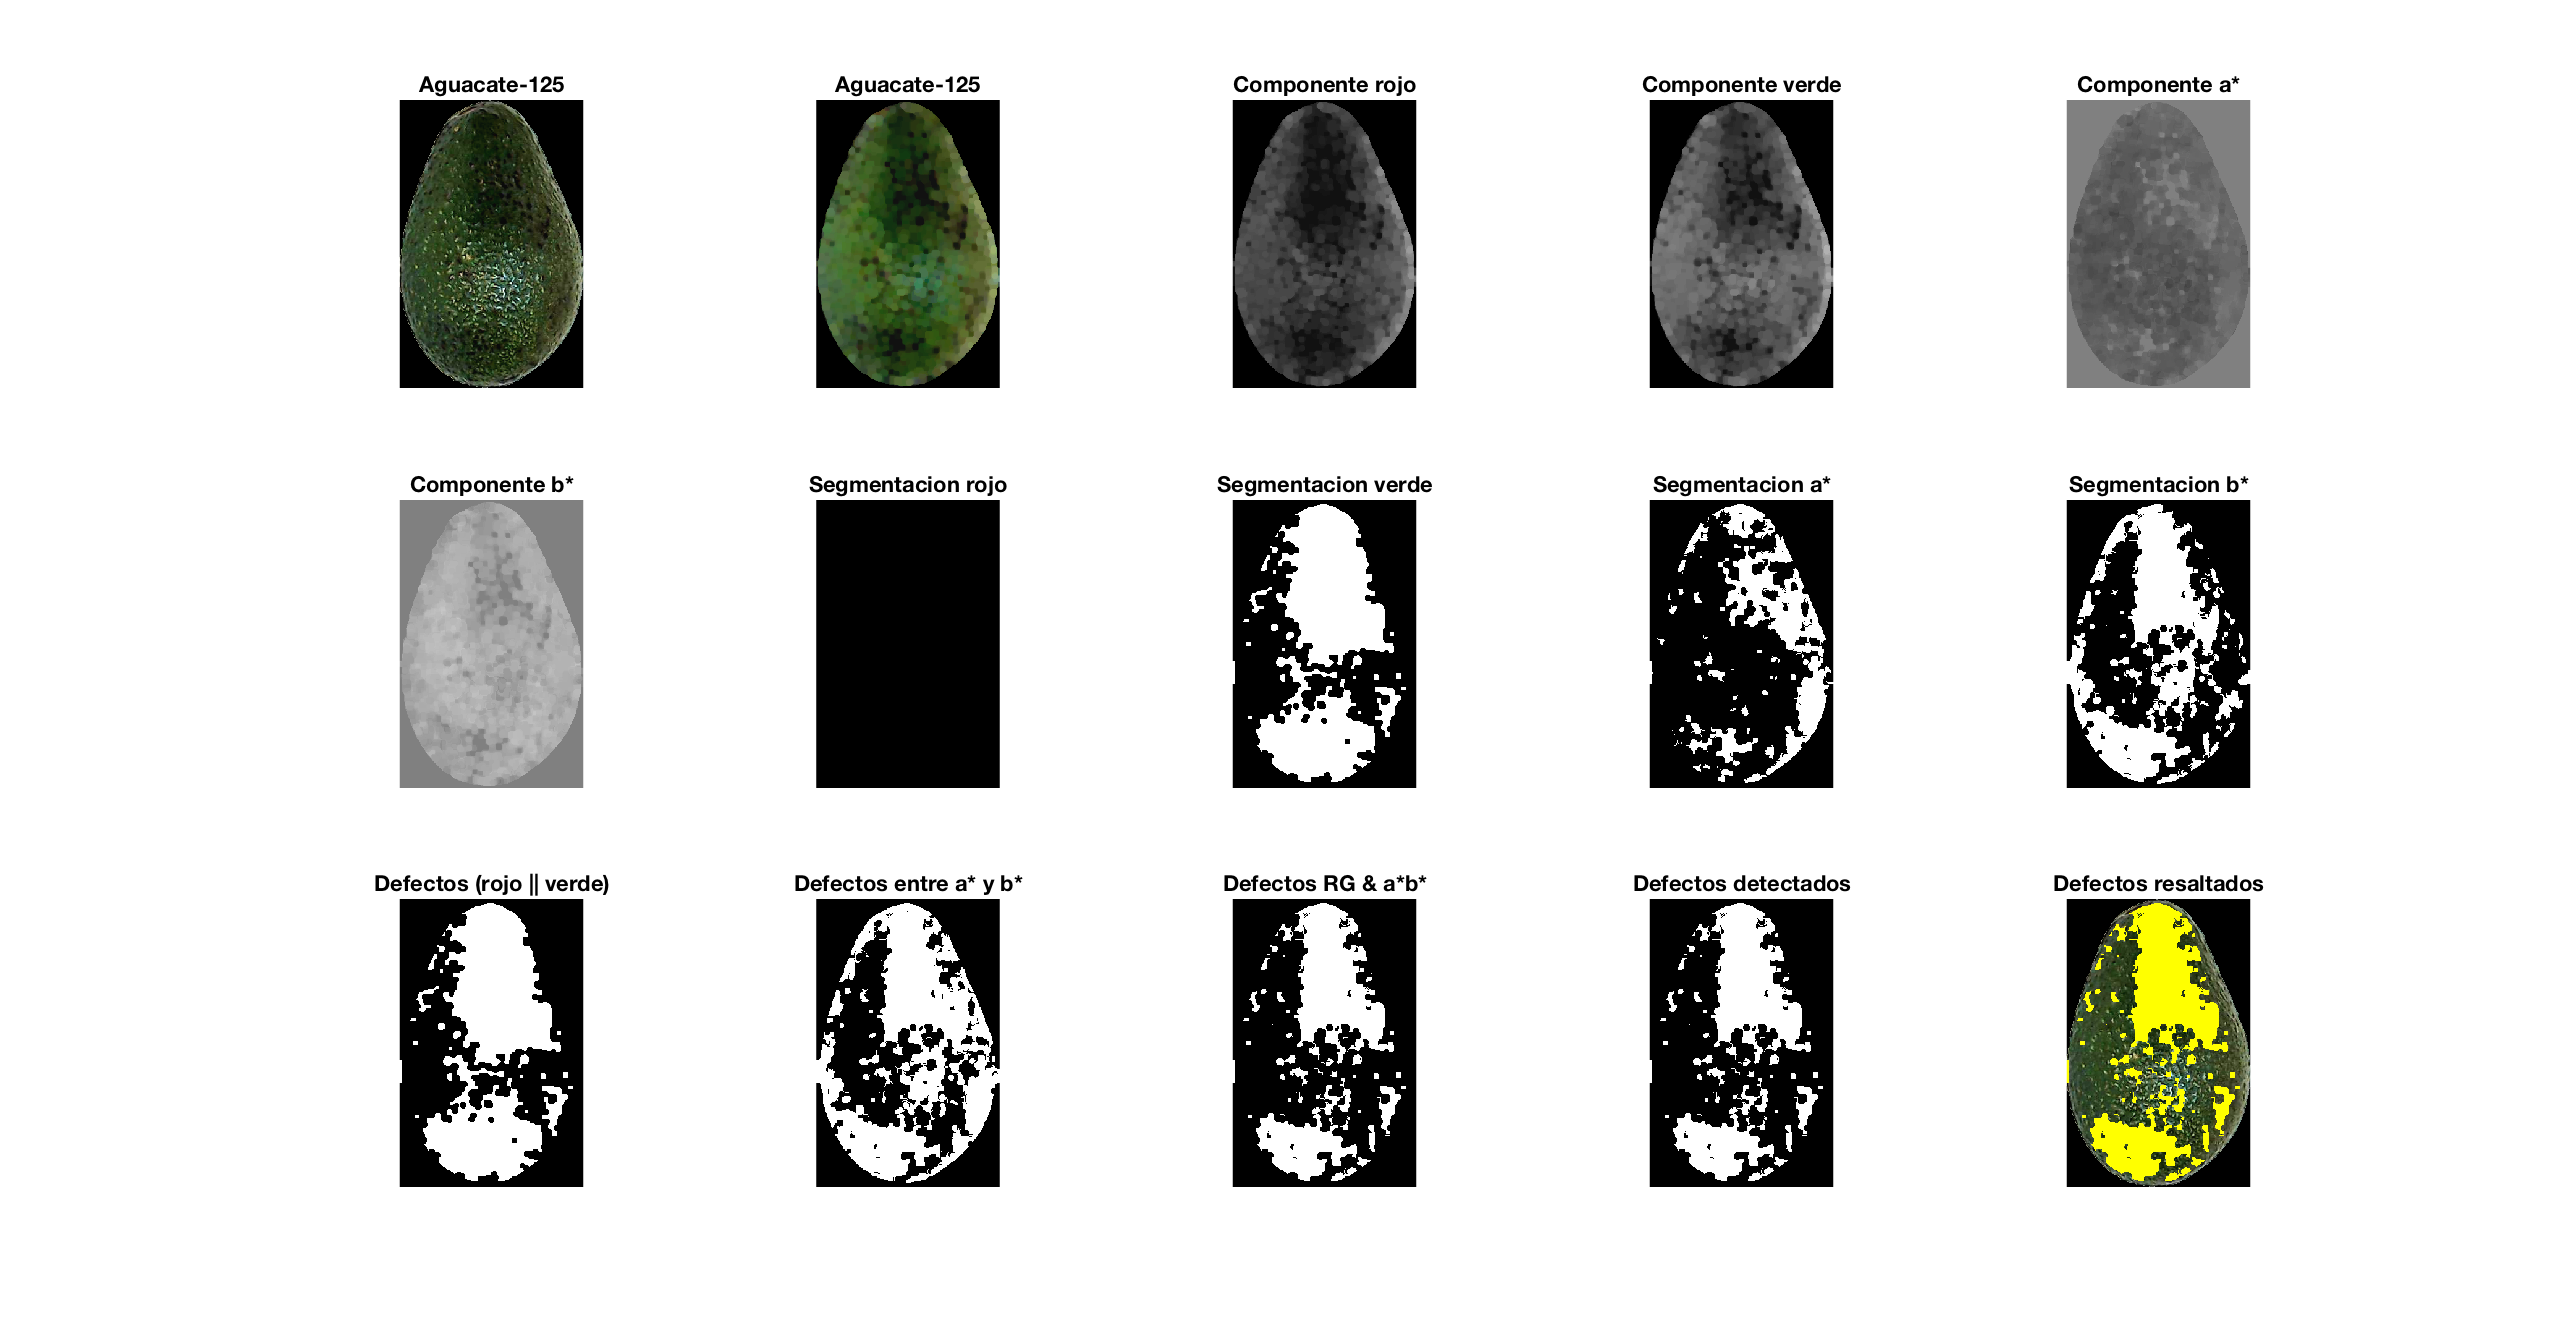 Aguacate-125
Aguacate-125
Componente rojo
Componente verde
Componente a*
Componente b*
Segmentacion rojo
Segmentacion verde
Segmentacion a*
Segmentacion b*
Defectos (rojo || verde)
Defectos entre a* y b*
Defectos RG & a*b*
Defectos detectados
Defectos resaltados